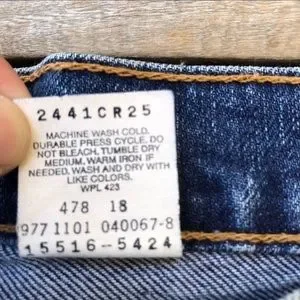 2441CR25
MACHINE WASH COLD.
DURABLE PRESS CYCLE. DO
NOT BLEACH. TUMBLE DRY
MEDIUM. WARM IRON IF
NEEDED. WASH AND DRY WITH
LIKE COLORS.
WPL 423
478 18
977 1101 040067-8
15516-5424